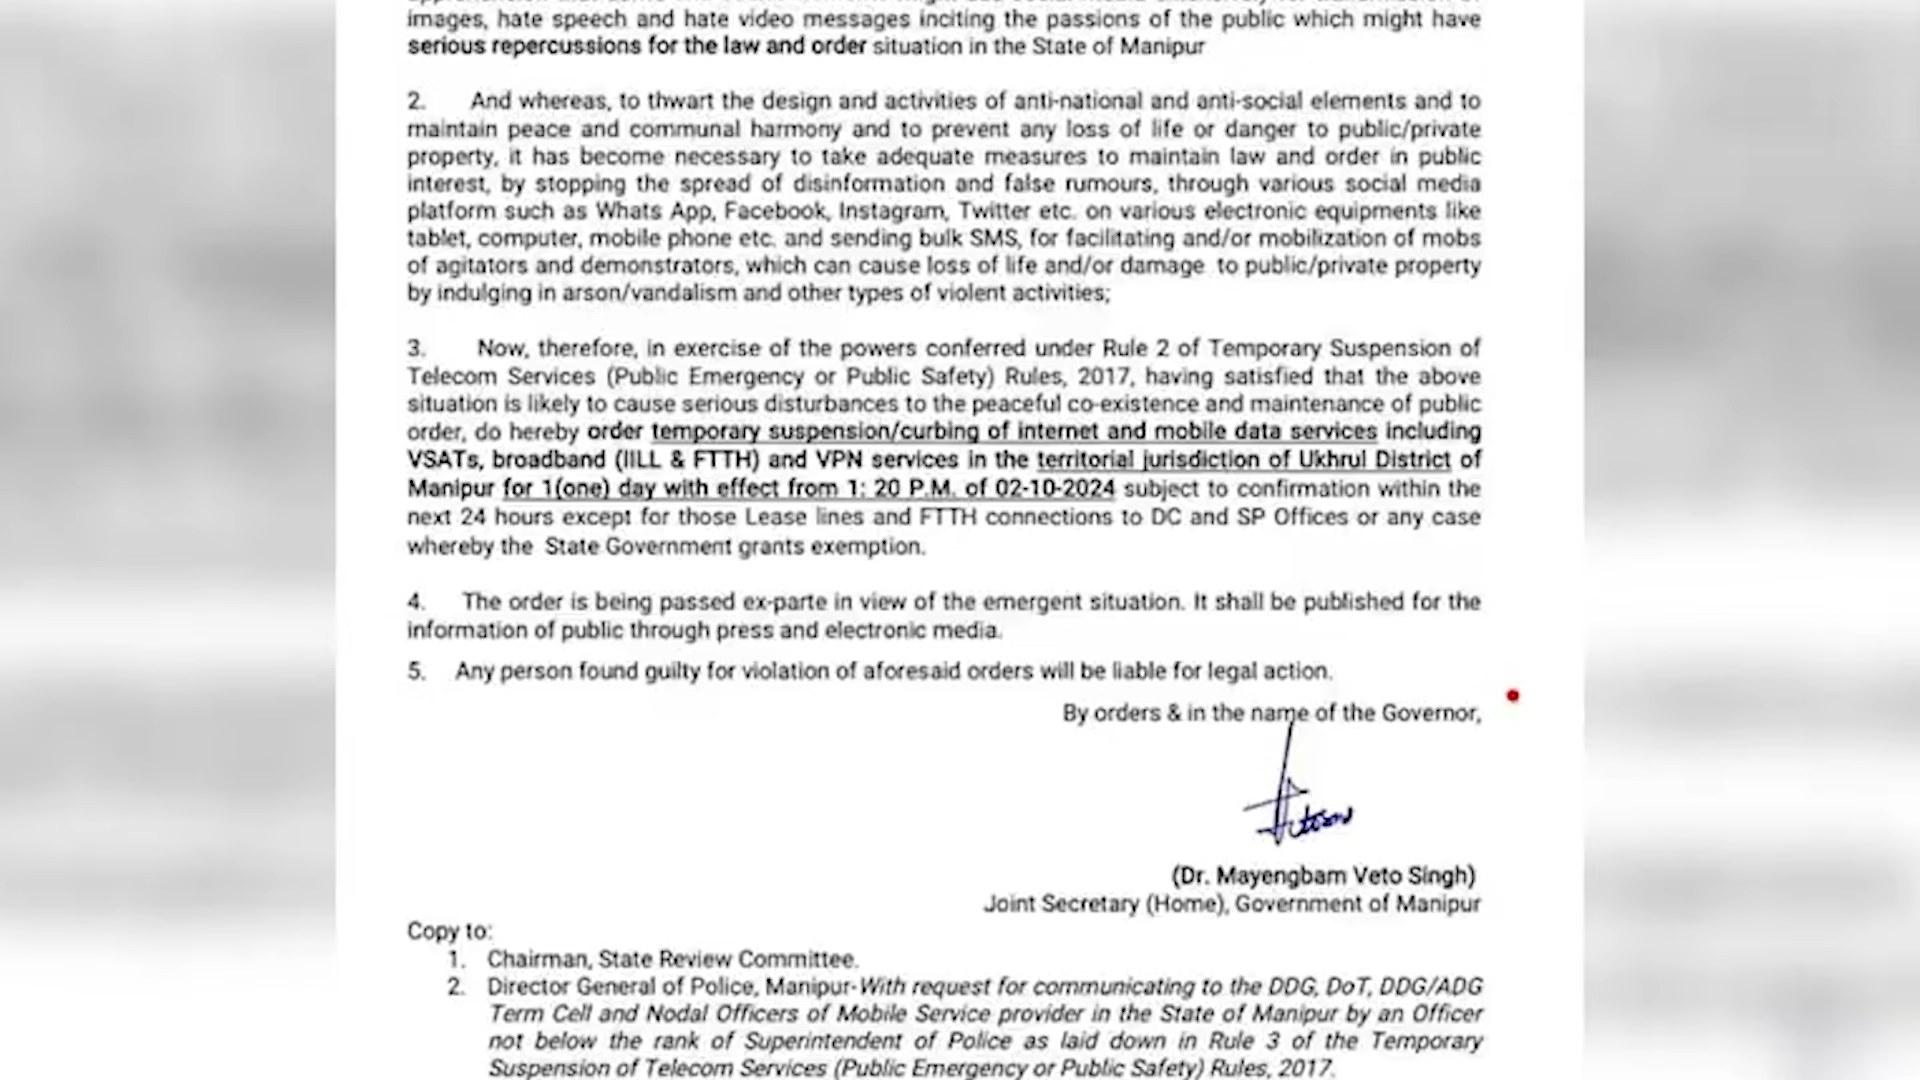 images, hate speech and hate video messages inciting the passions of the public which might have
serious repercussions for the law and order situation in the State of Manipur
2. And whereas, to thwart the design and activities of anti-national and anti-social elements and to
maintain peace and communal harmony and to prevent any loss of life or danger to public/private
property, it has become necessary to take adequate measures to maintain law and order in public
interest, by stopping the spread of disinformation and false rumours, through various social media
platform such as Whats App, Facebook, Instagram, Twitter etc. on various electronic equipments like
tablet, computer, mobile phone etc. and sending bulk SMS, for facilitating and/or mobilization of mobs
of agitators and demonstrators, which can cause loss of life and/or damage to public/private property
by indulging in arson/vandalism and other types of violent activities;
3. Now, therefore, in exercise of the powers conferred under Rule 2 of Temporary Suspension of
Telecom Services (Public Emergency or Public Safety) Rules, 2017, having satisfied that the above
situation is likely to cause serious disturbances to the peaceful co-existence and maintenance of public
order, do hereby order temporary suspension/curbing of internet and mobile data services including
VSATs, broadband (IILL & FTTH) and VPN services in the territorial jurisdiction of Ukhrul District of
Manipur for 1(one) day with effect from 1: 20 P.M. of 02-10-2024 subject to confirmation within the
next 24 hours except for those Lease lines and FTTH connections to DC and SP Offices or any case
whereby the State Government grants exemption.
4. The order is being passed ex-parte in view of the emergent situation. It shall be published for the
information of public through press and electronic media.
5. Any person found guilty for violation of aforesaid orders will be liable for legal action.
By orders & in the name of the Governor,
(Dr. Mayengbam Veto Singh)
Joint Secretary (Home), Government of Manipur
Copy to:
1. Chairman, State Review Committee.
2. Director General of Police, Manipur-With request for communicating to the DDG, DoT, DDG/ADG
Term Cell and Nodal Officers of Mobile Service provider in the State of Manipur by an Officer
not below the rank of Superintendent of Police as laid down in Rule 3 of the Temporary
Suspension of Telecom Services (Public Emergency or Public Safety) Rules, 2017.